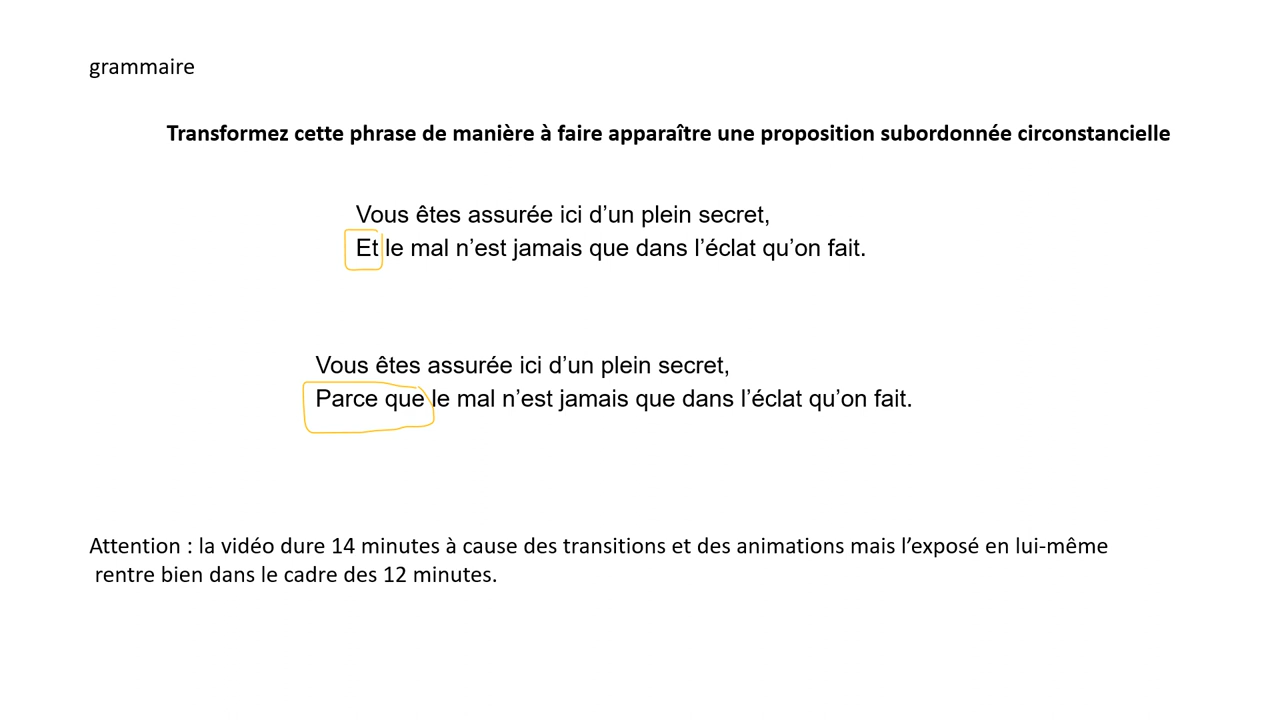 grammaire
Transformez cette phrase de manière à faire apparaître une proposition subordonnée circonstancielle
Vous êtes assurée ici d’un plein secret,
Et le mal n’est jamais que dans l’éclat qu’on fait.
Vous êtes assurée ici d’un plein secret,
Parce que le mal n’est jamais que dans l’éclat qu’on fait.
Attention : la vidéo dure 14 minutes à cause des transitions et des animations mais l’exposé en lui-même
rentre bien dans le cadre des 12 minutes.